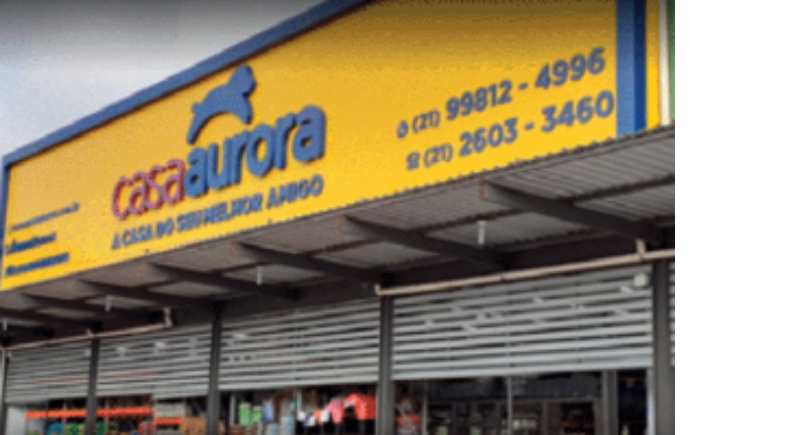 casaaurora
A CASA DO SEU MELHOR AMIGO
(21) 99812 - 4996
(21) 2603 - 3460